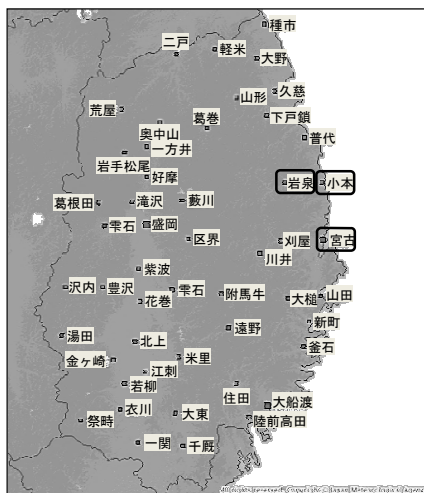 種市
二戸
軽米
大野
山形
久慈
荒屋
葛巻
下戸鎖
奥中山
普代
一方井
岩手松尾
好摩
岩泉
小本
葛根田
滝沢
藪川
雫石
盛岡
区界
刈屋
宮古
川井
紫波
沢内
豊沢
雫石
附馬牛
花巻
大槌
山田
新町
湯田
北上
遠野
釜石
金ヶ崎
米里
江刺
若柳
住田
衣川
大東
大船渡
祭畤
陸前高田
一関
千厩